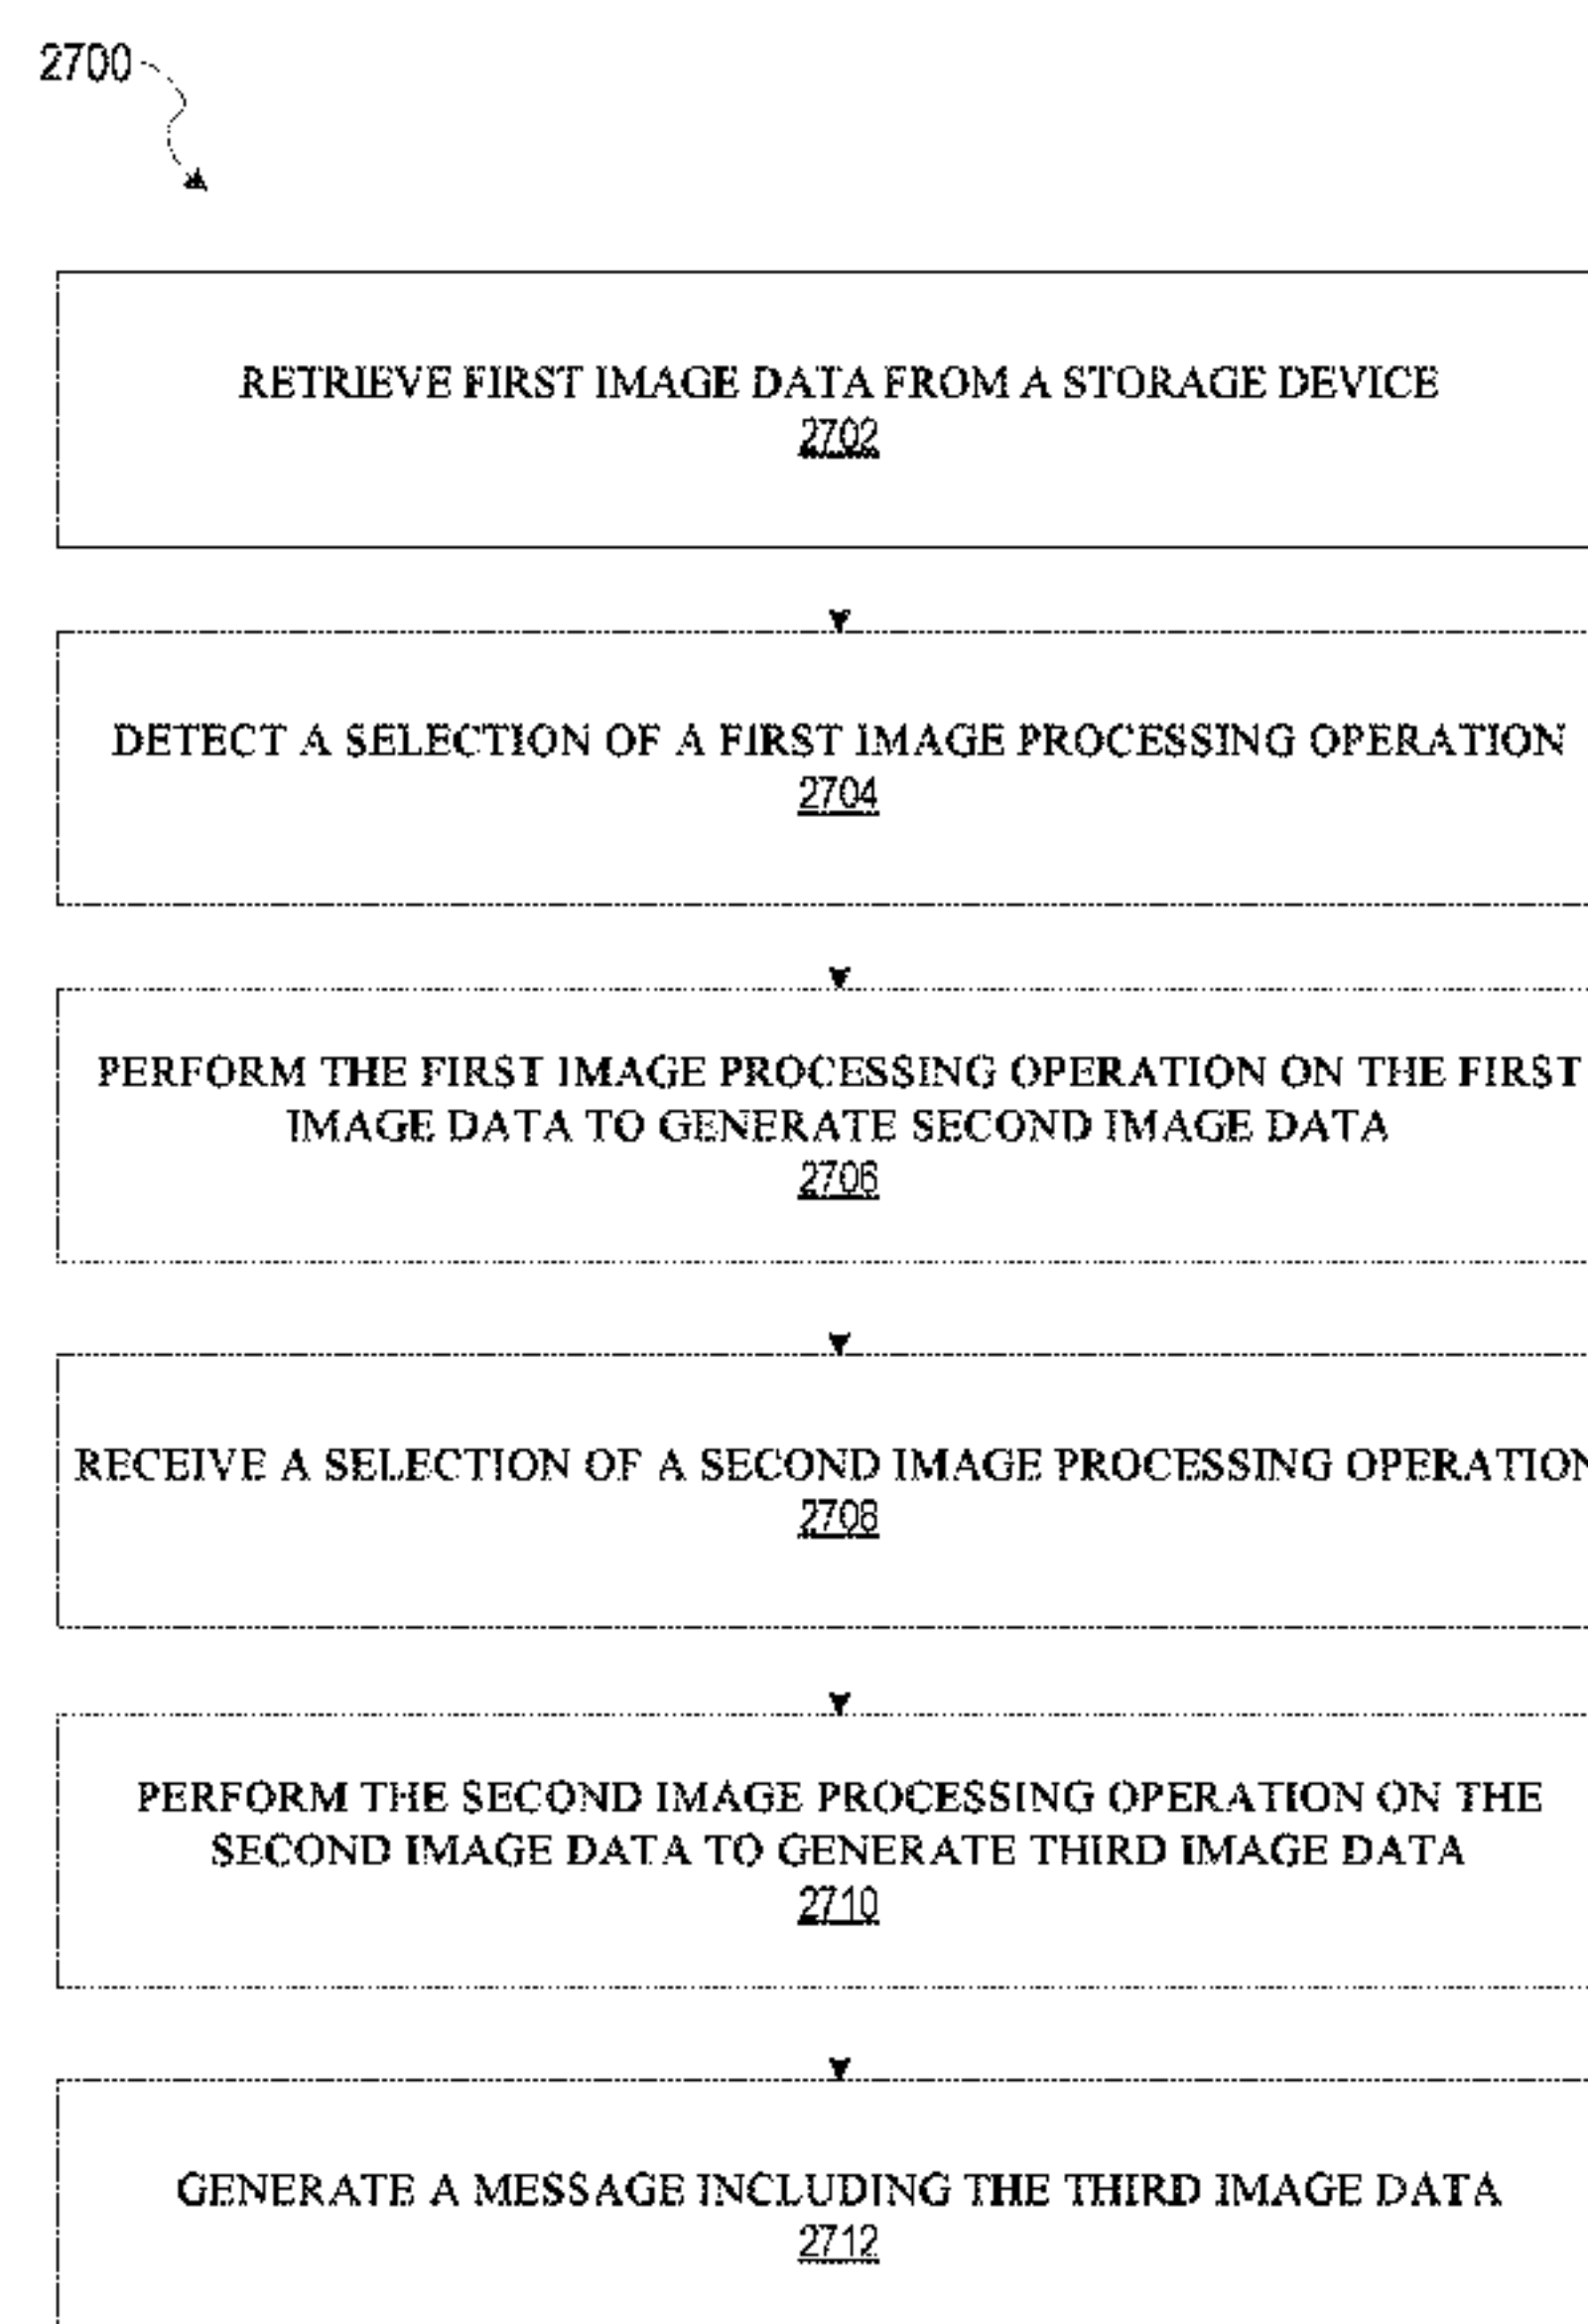 2700
RETRIEVE FIRST IMAGE DATA FROM A STORAGE DEVICE
2702
DETECT A SELECTION OF A FIRST IMAGE PROCESSING OPERATION
2704
PERFORM THE FIRST IMAGE PROCESSING OPERATION ON THE FIRST
IMAGE DATA TO GENERATE SECOND IMAGE DATA
2706
RECEIVE A SELECTION OF A SECOND IMAGE PROCESSING OPERATION
2708
PERFORM THE SECOND IMAGE PROCESSING OPERATION ON THE
SECOND IMAGE DATA TO GENERATE THIRD IMAGE DATA
2710
GENERATE A MESSAGE INCLUDING THE THIRD IMAGE DATA
2712